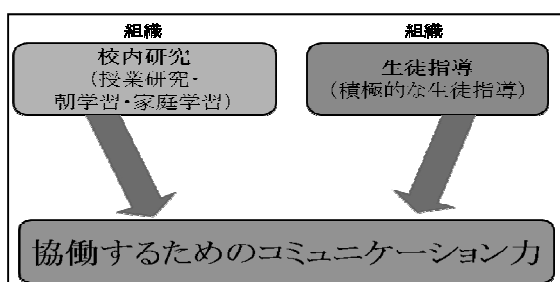 組織
校内研究
(授業研究・
朝学習・家庭学習)
組織
生徒指導
(積極的な生徒指導)
協働するためのコミュニケーション力